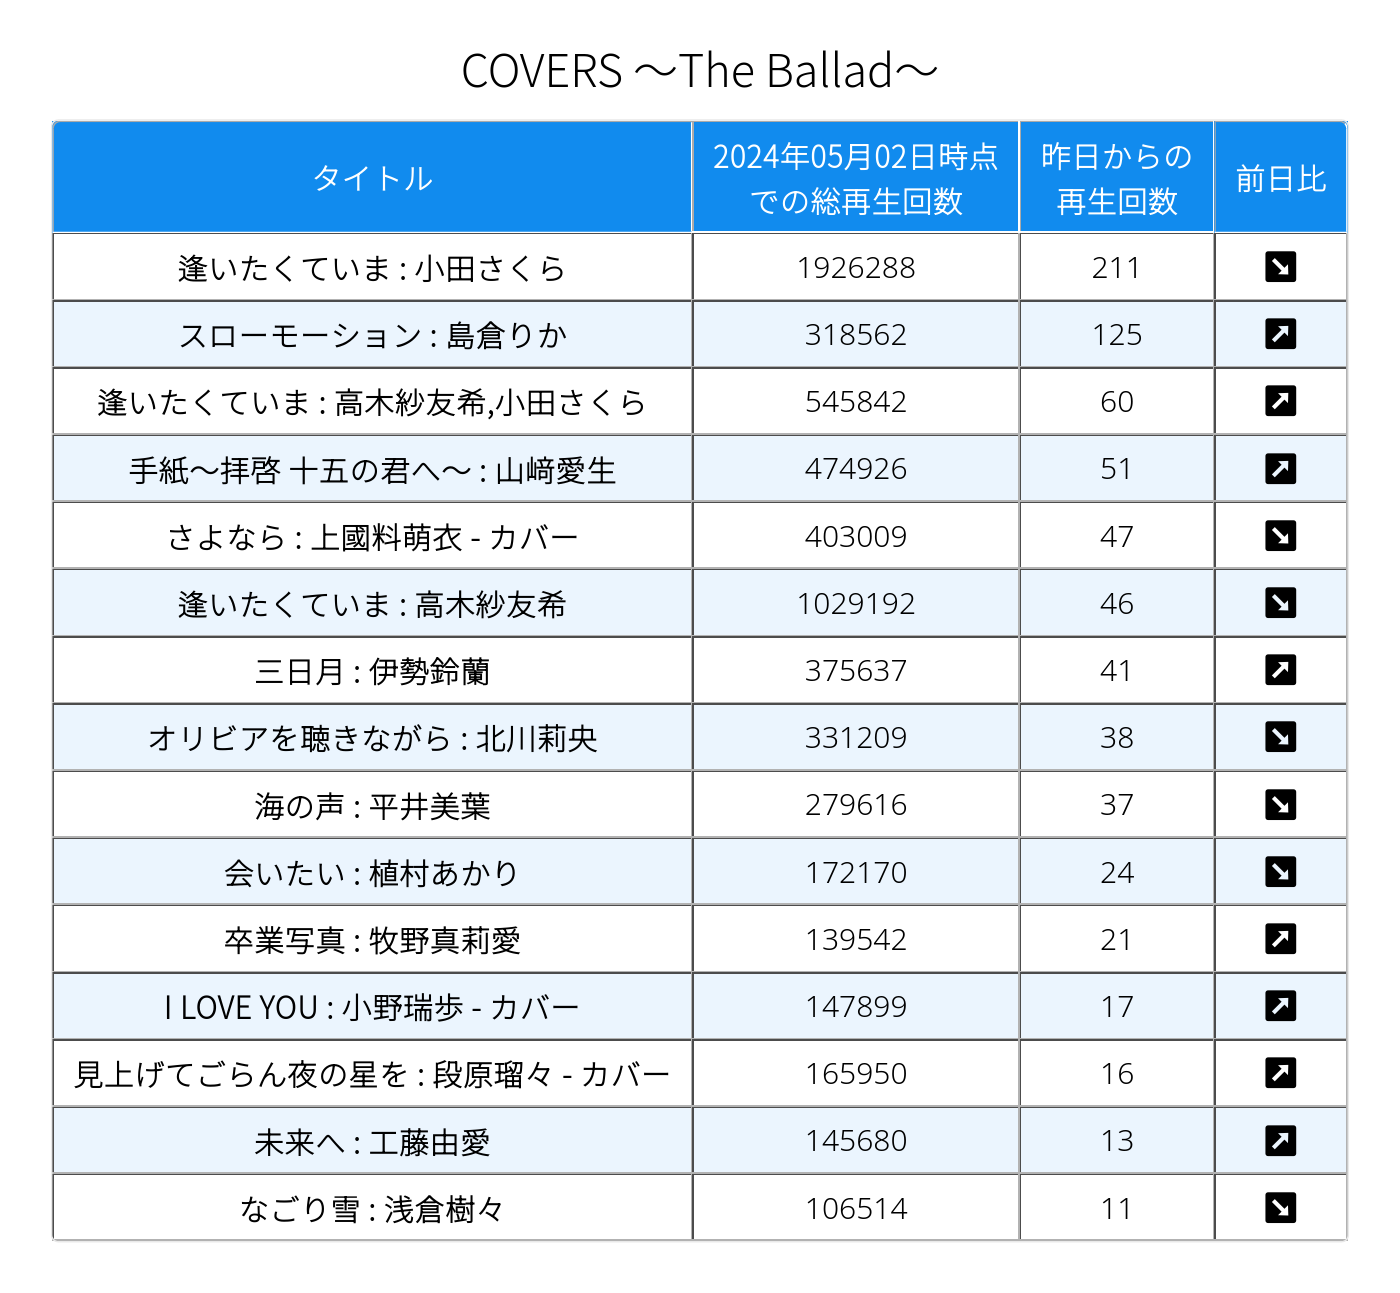 COVERS ～The Ballad～
タイトル 2024年05月02日時点での総再生回数 昨日からの再生回数 前日比
逢いたくていま : 小田さくら 1926288 211 ↘
スローモーション : 島倉りか 318562 125 ↗
逢いたくていま : 高木紗友希,小田さくら 545842 60 ↗
手紙～拝啓 十五の君へ～ : 山﨑愛生 474926 51 ↗
さよなら : 上國料萌衣 - カバー 403009 47 ↘
逢いたくていま : 高木紗友希 1029192 46 ↘
三日月 : 伊勢鈴蘭 375637 41 ↗
オリビアを聴きながら : 北川莉央 331209 38 ↘
海の声 : 平井美葉 279616 37 ↘
会いたい : 植村あかり 172170 24 ↘
卒業写真 : 牧野真莉愛 139542 21 ↗
I LOVE YOU : 小野瑞歩 - カバー 147899 17 ↗
見上げてごらん夜の星を : 段原瑠々 - カバー 165950 16 ↗
未来へ : 工藤由愛 145680 13 ↗
なごり雪 : 浅倉樹々 106514 11 ↘